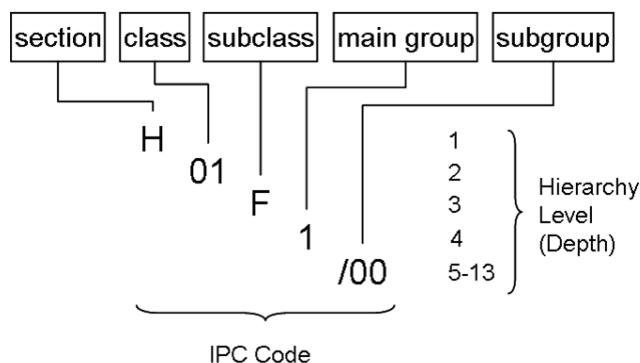 section class subclass main group subgroup
H 1
01 2
F 3
1 4
/00 5-13
Hierarchy
Level
(Depth)
IPC Code